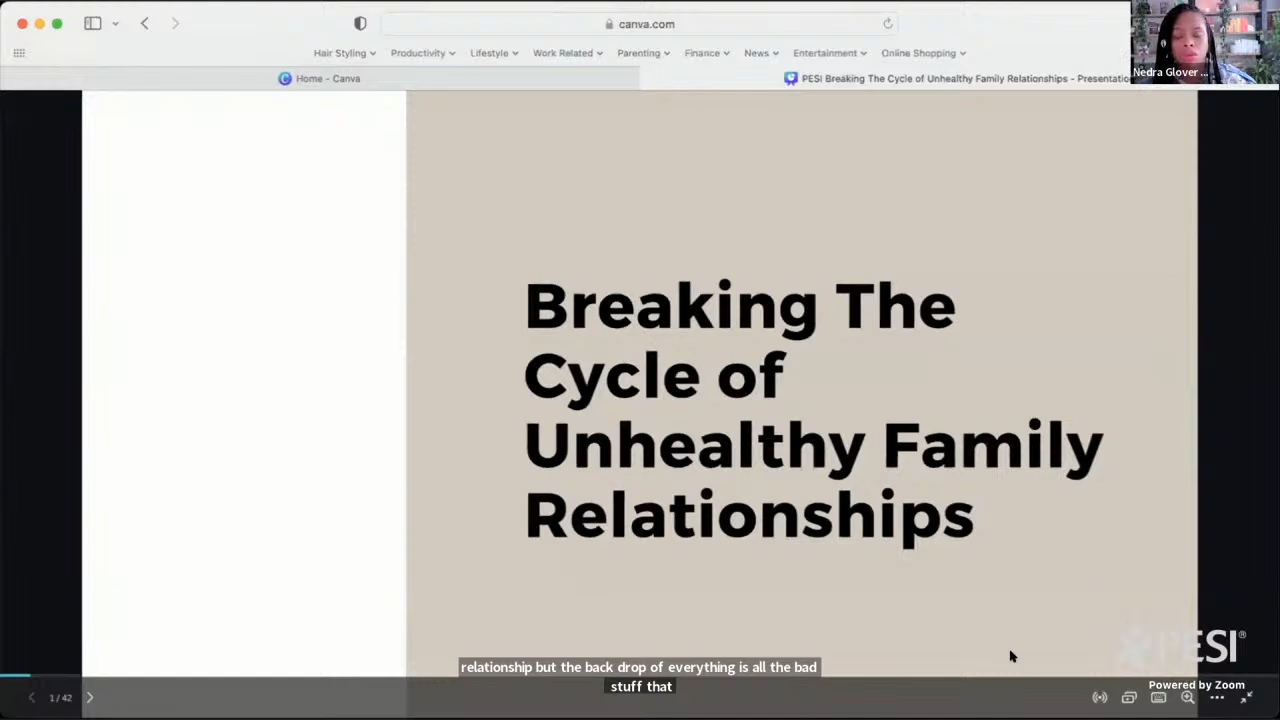 canva.com
Hair Styling Productivity Lifestyle Work Related Parenting Finance News Entertainment Online Shopping
Home - Canva
PESI Breaking The Cycle of Unhealthy Family Relationships - Presentatio
Nedra Glover ...
Breaking The
Cycle of
Unhealthy Family
Relationships
PESI®
relationship but the back drop of everything is all the bad
stuff that
Powered by Zoom
1 / 42